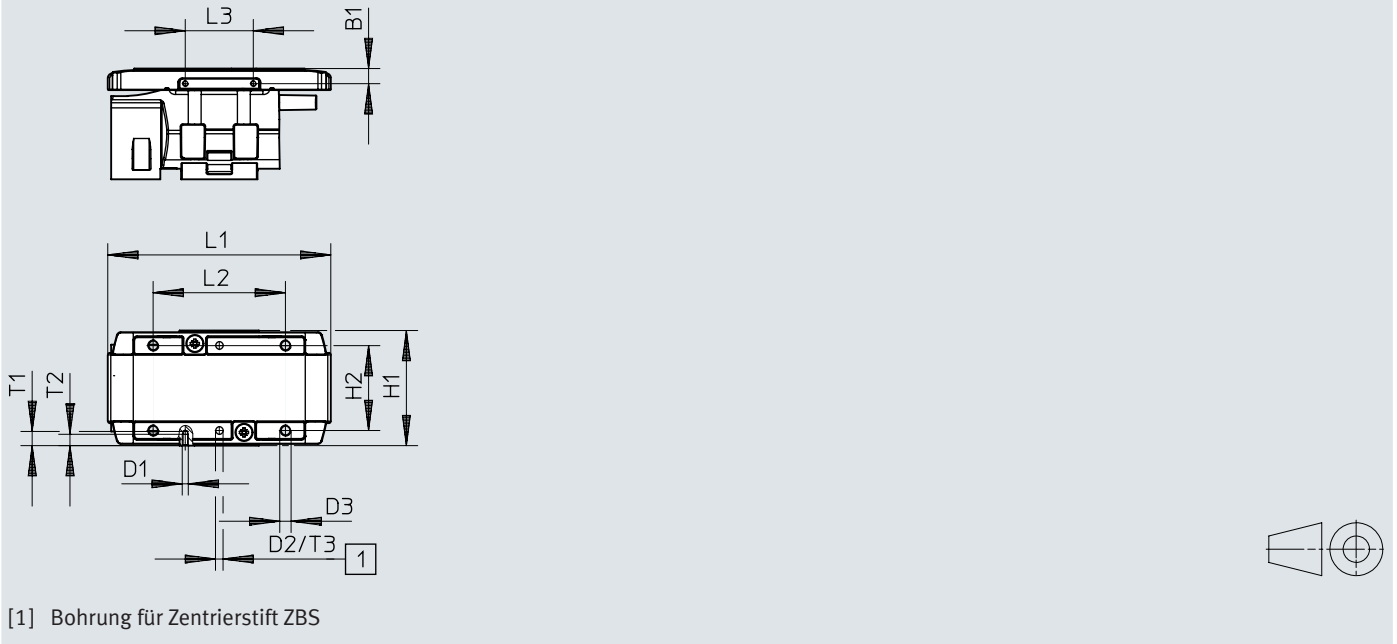 L3
B1
L1
L2
T1
T2
H2
H1
D1
D3
D2/T3
1
[1] Bohrung für Zentrierstift ZBS